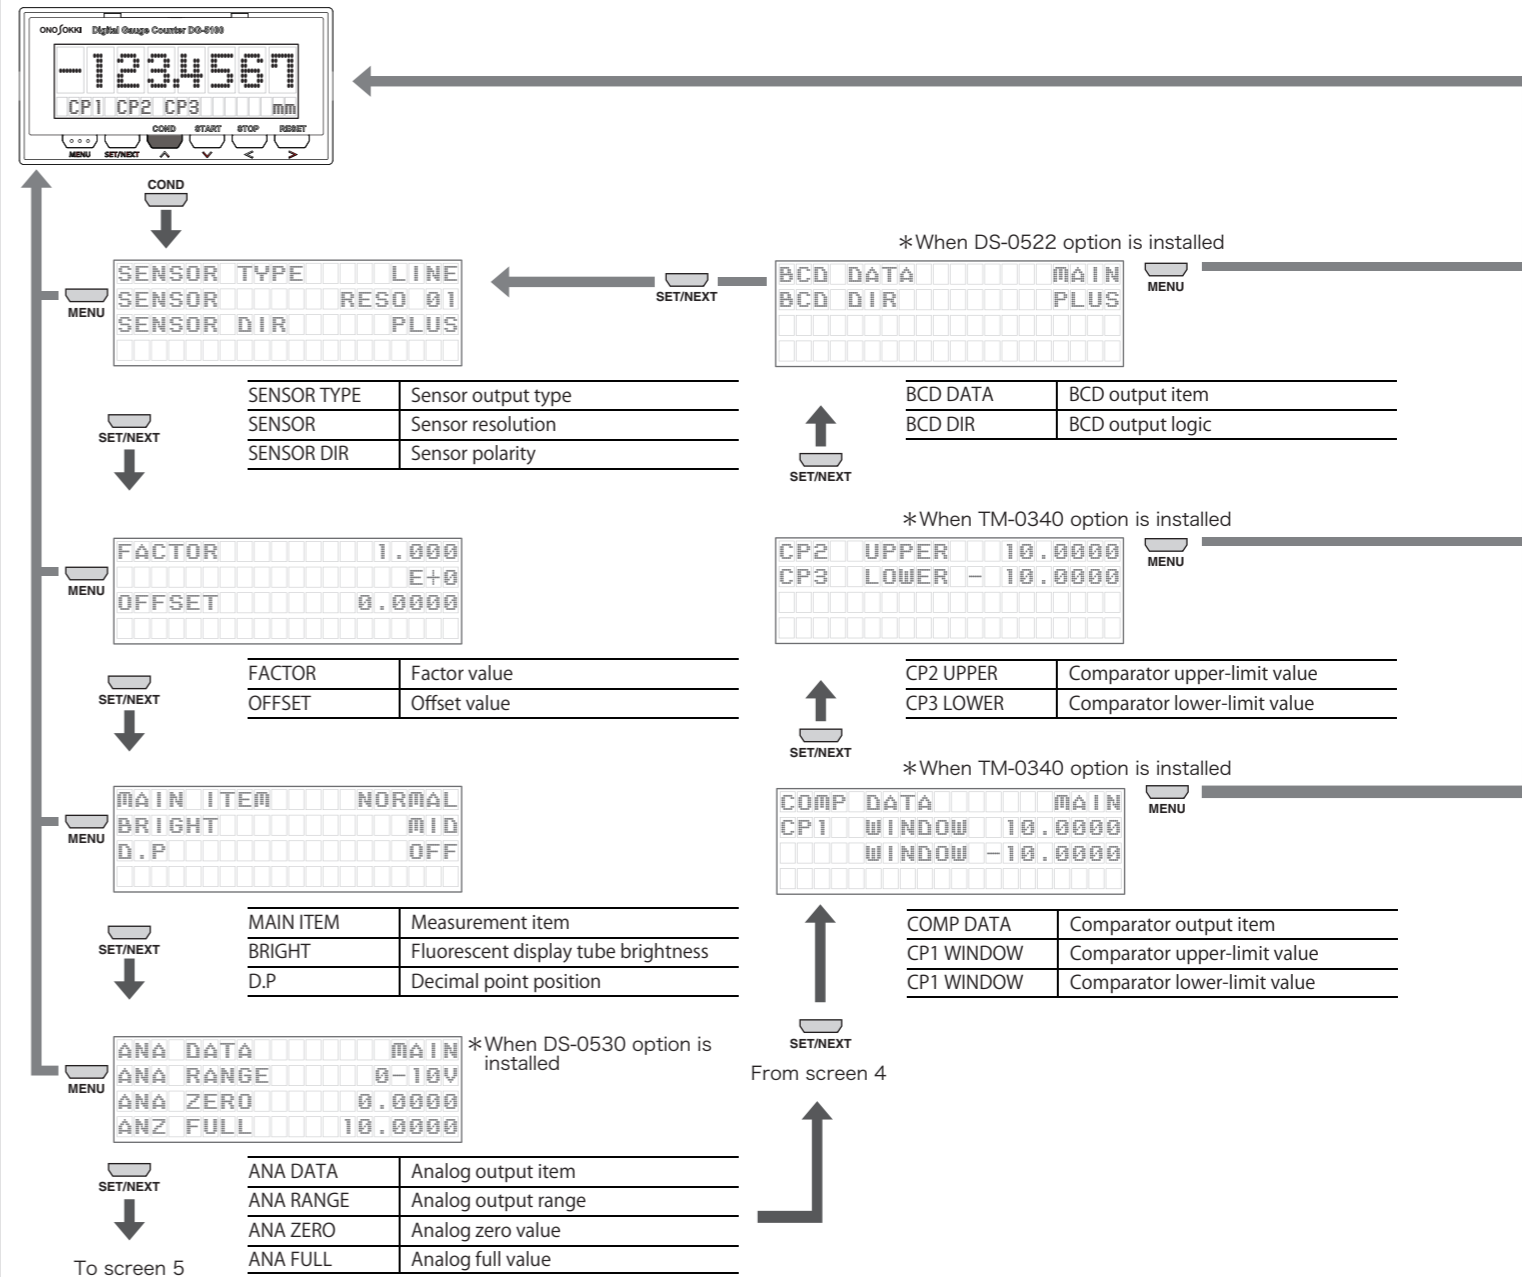 ONO SOKKI Digital Gauge Counter DG-5100
-123.4567
CP1 CP2 CP3 mm
COND START STOP RESET
MENU SET/NEXT
COND
MENU
SENSOR TYPE LINE
SENSOR RESO 01
SENSOR DIR PLUS
SENSOR TYPE Sensor output type
SENSOR Sensor resolution
SENSOR DIR Sensor polarity
SET/NEXT
MENU
FACTOR 1.000
E+0
OFFSET 0.0000
FACTOR Factor value
OFFSET Offset value
SET/NEXT
MENU
MAIN ITEM NORMAL
BRIGHT MID
D.P OFF
MAIN ITEM Measurement item
BRIGHT Fluorescent display tube brightness
D.P Decimal point position
SET/NEXT
MENU
ANA DATA MAIN
ANA RANGE 0-10V
ANA ZERO 0.0000
ANZ FULL 10.0000
*When DS-0530 option is
installed
ANA DATA Analog output item
ANA RANGE Analog output range
ANA ZERO Analog zero value
ANA FULL Analog full value
SET/NEXT
To screen 5
*When DS-0522 option is installed
SET/NEXT
BCD DATA MAIN
BCD DIR PLUS
MENU
BCD DATA BCD output item
BCD DIR BCD output logic
SET/NEXT
*When TM-0340 option is installed
CP2 UPPER 10.0000
CP3 LOWER - 10.0000
MENU
CP2 UPPER Comparator upper-limit value
CP3 LOWER Comparator lower-limit value
SET/NEXT
*When TM-0340 option is installed
COMP DATA MAIN
CP1 WINDOW 10.0000
WINDOW -10.0000
MENU
COMP DATA Comparator output item
CP1 WINDOW Comparator upper-limit value
CP1 WINDOW Comparator lower-limit value
SET/NEXT
From screen 4